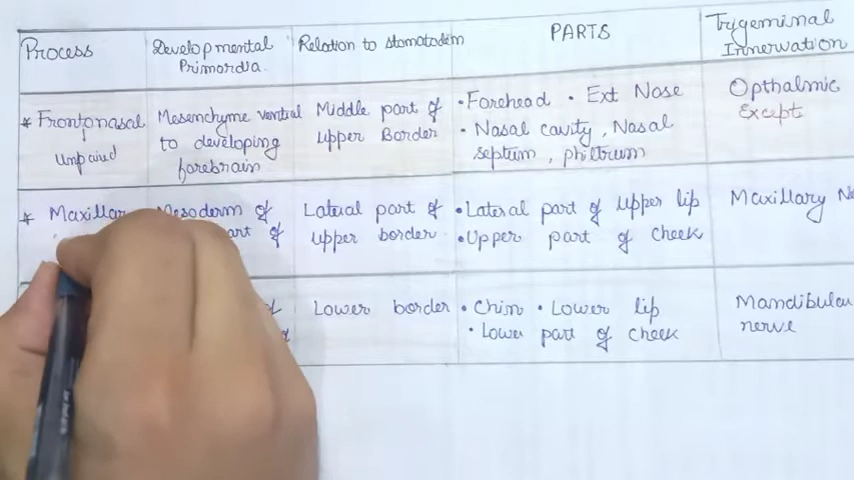 Process
Developmental
Primordia.
Relation to stomatodem
PARTS
Trigeminal
Innervation
* Frontonasal
Unpaired
Mesenchyme vential
to developing
forebrain
Middle part of
upper Border
• Forehead • Ext Nose
• Nasal cavity, Nasal
septum, philtrum
Opthalmic
Except
* Maxillar
Mesoderm of
part of
Lateral part of
upper border
• Lateral part of upper lip
• Upper part of cheek
Maxillary N
Lower border
• Chin • Lower lip
• Lower part of cheek
Mandibular
nerve